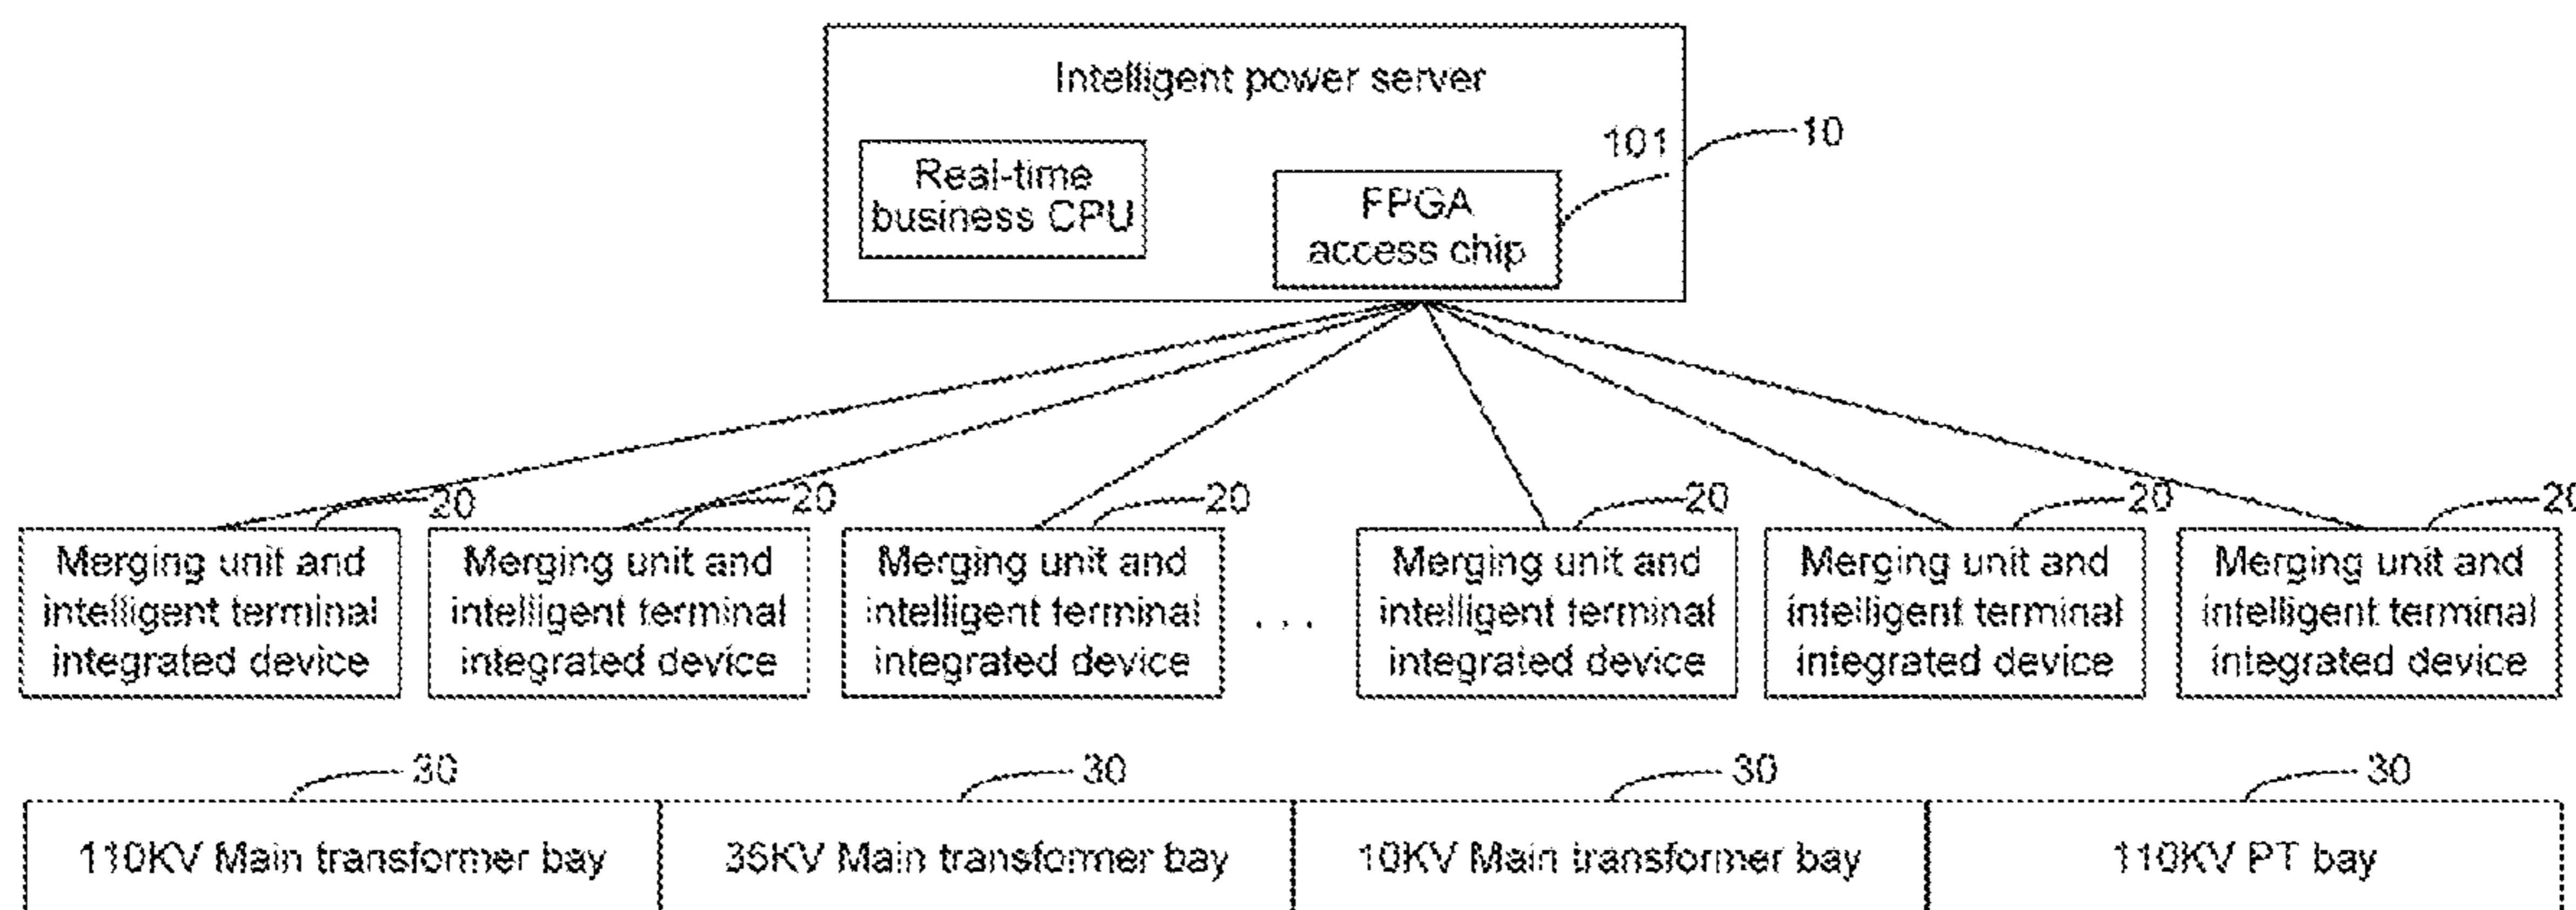 Intelligent power server
101
10
Real-time
business CPU
FPGA
access chip
20
20
20
20
20
20
Merging unit and
intelligent terminal
integrated device
Merging unit and
intelligent terminal
integrated device
Merging unit and
intelligent terminal
integrated device
. . .
Merging unit and
intelligent terminal
integrated device
Merging unit and
intelligent terminal
integrated device
Merging unit and
intelligent terminal
integrated device
30
30
30
30
110KV Main transformer bay
35KV Main transformer bay
10KV Main transformer bay
110KV PT bay